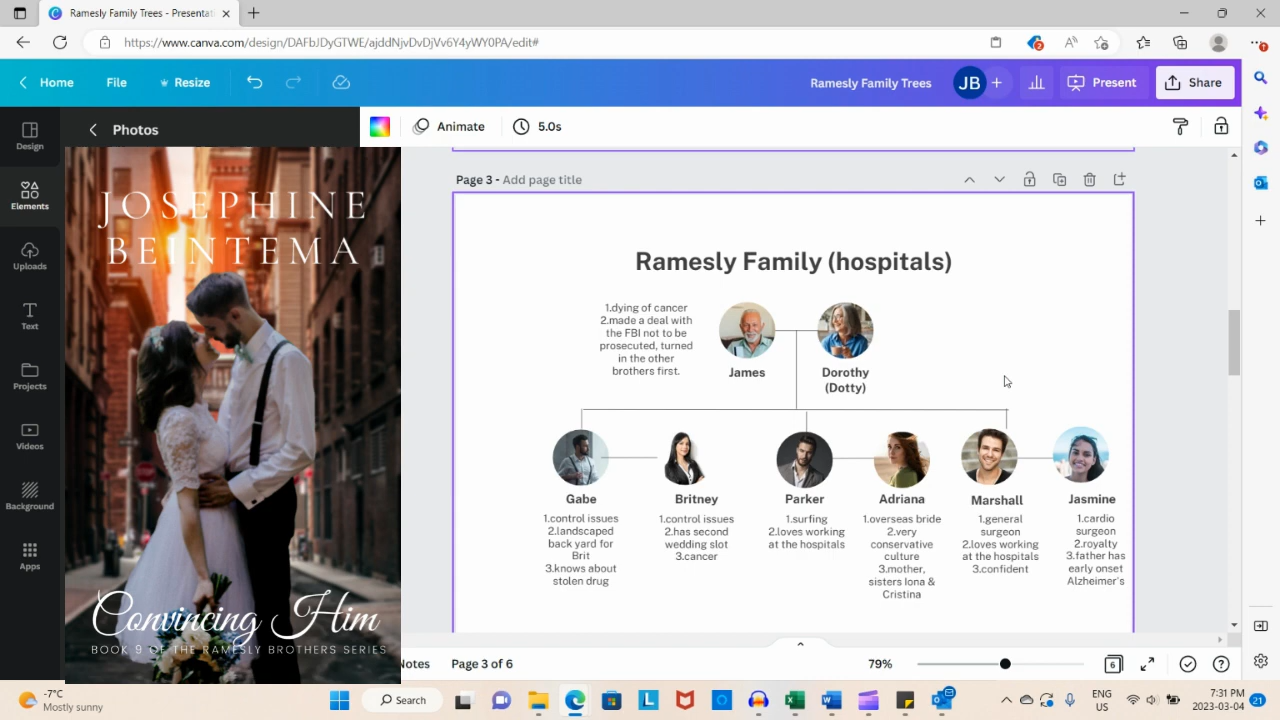 Ramesly Family Trees - Presentati
https://www.canva.com/design/DAFbJDyGTWE/ajddNjvDvDjVv6Y4yWY0PA/edit#
Home
File
Resize
Ramesly Family Trees
JB
Present
Share
Design
Elements
Uploads
Text
Projects
Videos
Background
Apps
Photos
Animate
5.0s
JOSEPHINE
BEINTEMA
Convincing Him
BOOK 9 OF THE RAMESLY BROTHERS SERIES
Page 3 - Add page title
Ramesly Family (hospitals)
1.dying of cancer
2.made a deal with
the FBI not to be
prosecuted, turned
in the other
brothers first.
James
Dorothy
(Dotty)
Gabe
1.control issues
2.landscaped
back yard for
Brit
3.knows about
stolen drug
Britney
1.control issues
2.has second
wedding slot
3.cancer
Parker
1.surfing
2.loves working
at the hospitals
Adriana
1.overseas bride
2.very
conservative
culture
3.mother,
sisters Iona &
Cristina
Marshall
1.general
surgeon
2.loves working
at the hospitals
3.confident
Jasmine
1.cardio
surgeon
2.royalty
3.father has
early onset
Alzheimer's
Notes
Page 3 of 6
79%
6
-7°C
Mostly sunny
Search
ENG
US
7:31 PM
2023-03-04
21